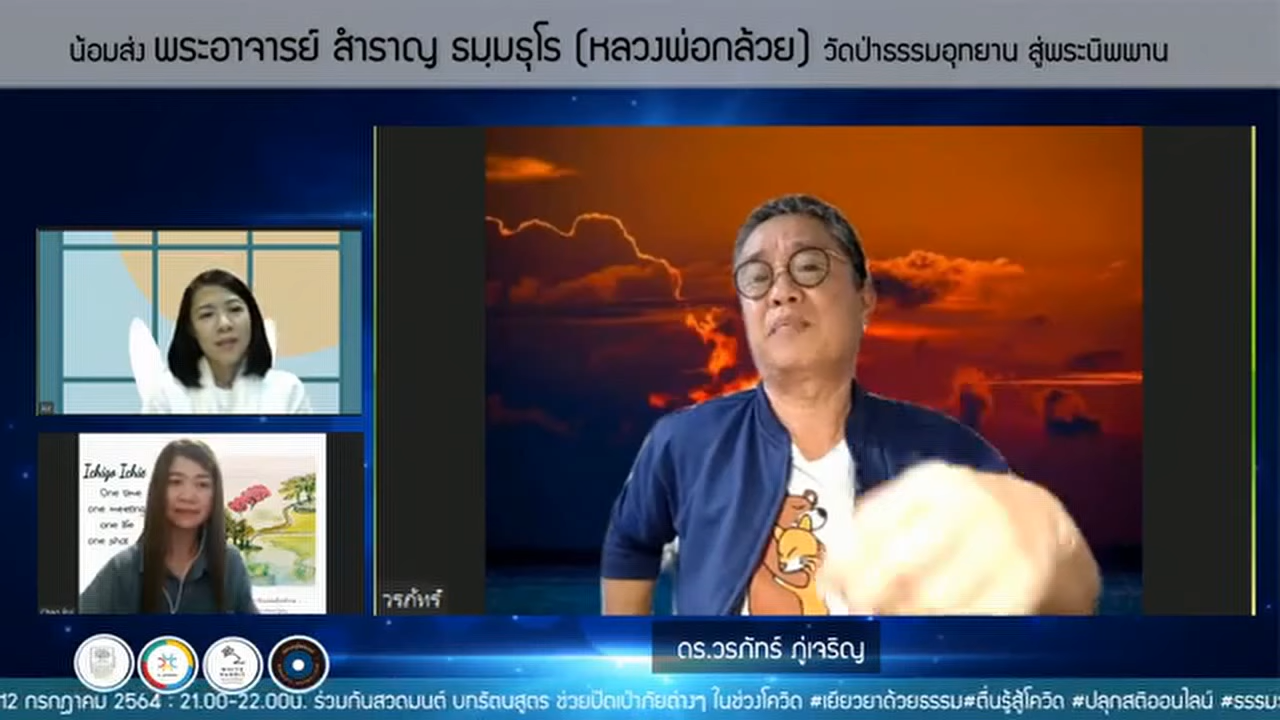 น้อมส่ง พระอาจารย์ สำราญ ธมฺมธุโร (หลวงพ่อกล้วย) วัดป่าธรรมอุทยาน สู่พระนิพพาน
Ichigo Ichie
One time
one meeting
one life
one shot
วรภัทร์
ดร.วรภัทร์ ภู่เจริญ
12 กรกฎาคม 2564 : 21.00-22.00น. ร่วมกันสวดมนต์ บทรัตนสูตร ช่วยปัดเป่าภัยต่างๆ ในช่วงโควิด #เยียวยาด้วยธรรม#ตื่นรู้สู้โควิด #ปลุกสติออนไลน์ #ธรรม